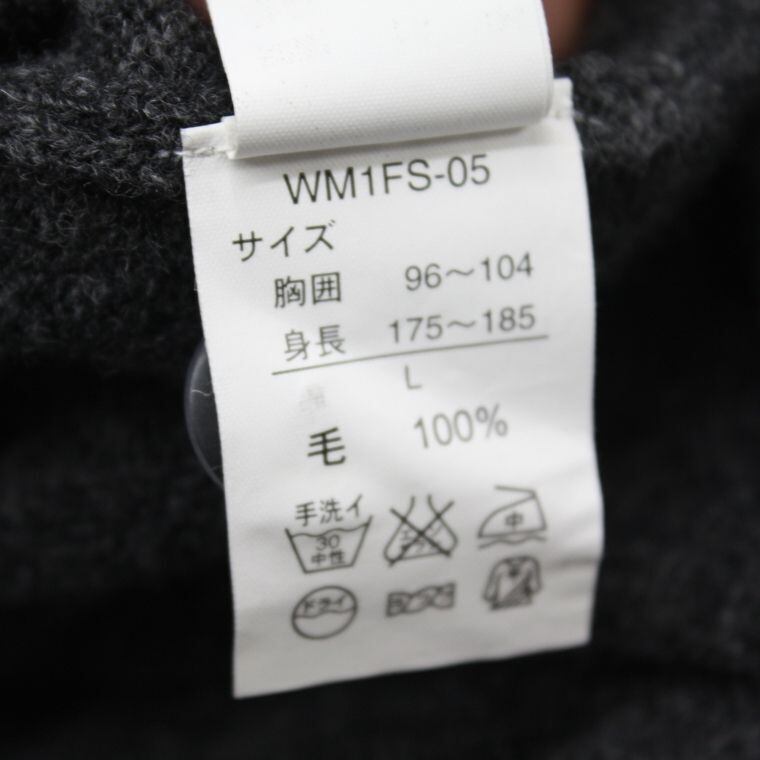 WM1FS-05
サイズ
胸囲 96〜104
身長 175〜185
L
毛 100%
手洗イ
30
中性
中
ドライ